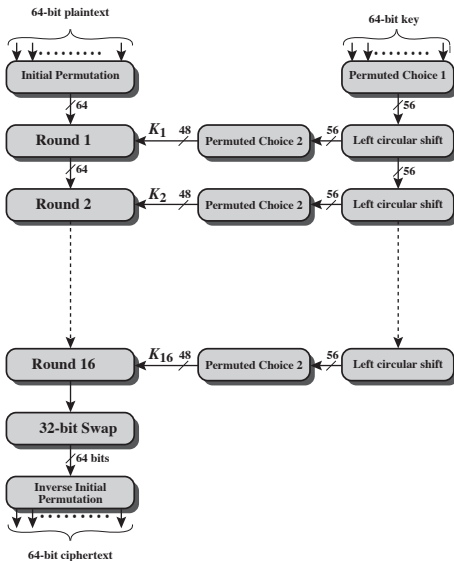 64-bit plaintext
64-bit key
Initial Permutation
Permuted Choice 1
64
56
Round 1
K1
48
Permuted Choice 2
56
Left circular shift
64
56
Round 2
K2
48
Permuted Choice 2
56
Left circular shift
Round 16
K16
48
Permuted Choice 2
56
Left circular shift
32-bit Swap
64 bits
Inverse Initial
Permutation
64-bit ciphertext